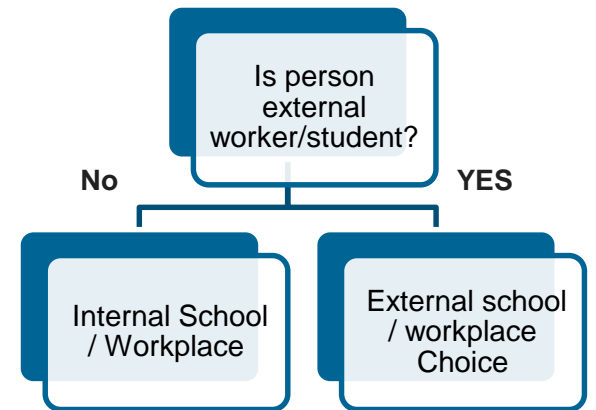 Is person
external
worker/student?
No
YES
Internal School
/ Workplace
External school
/ workplace
Choice